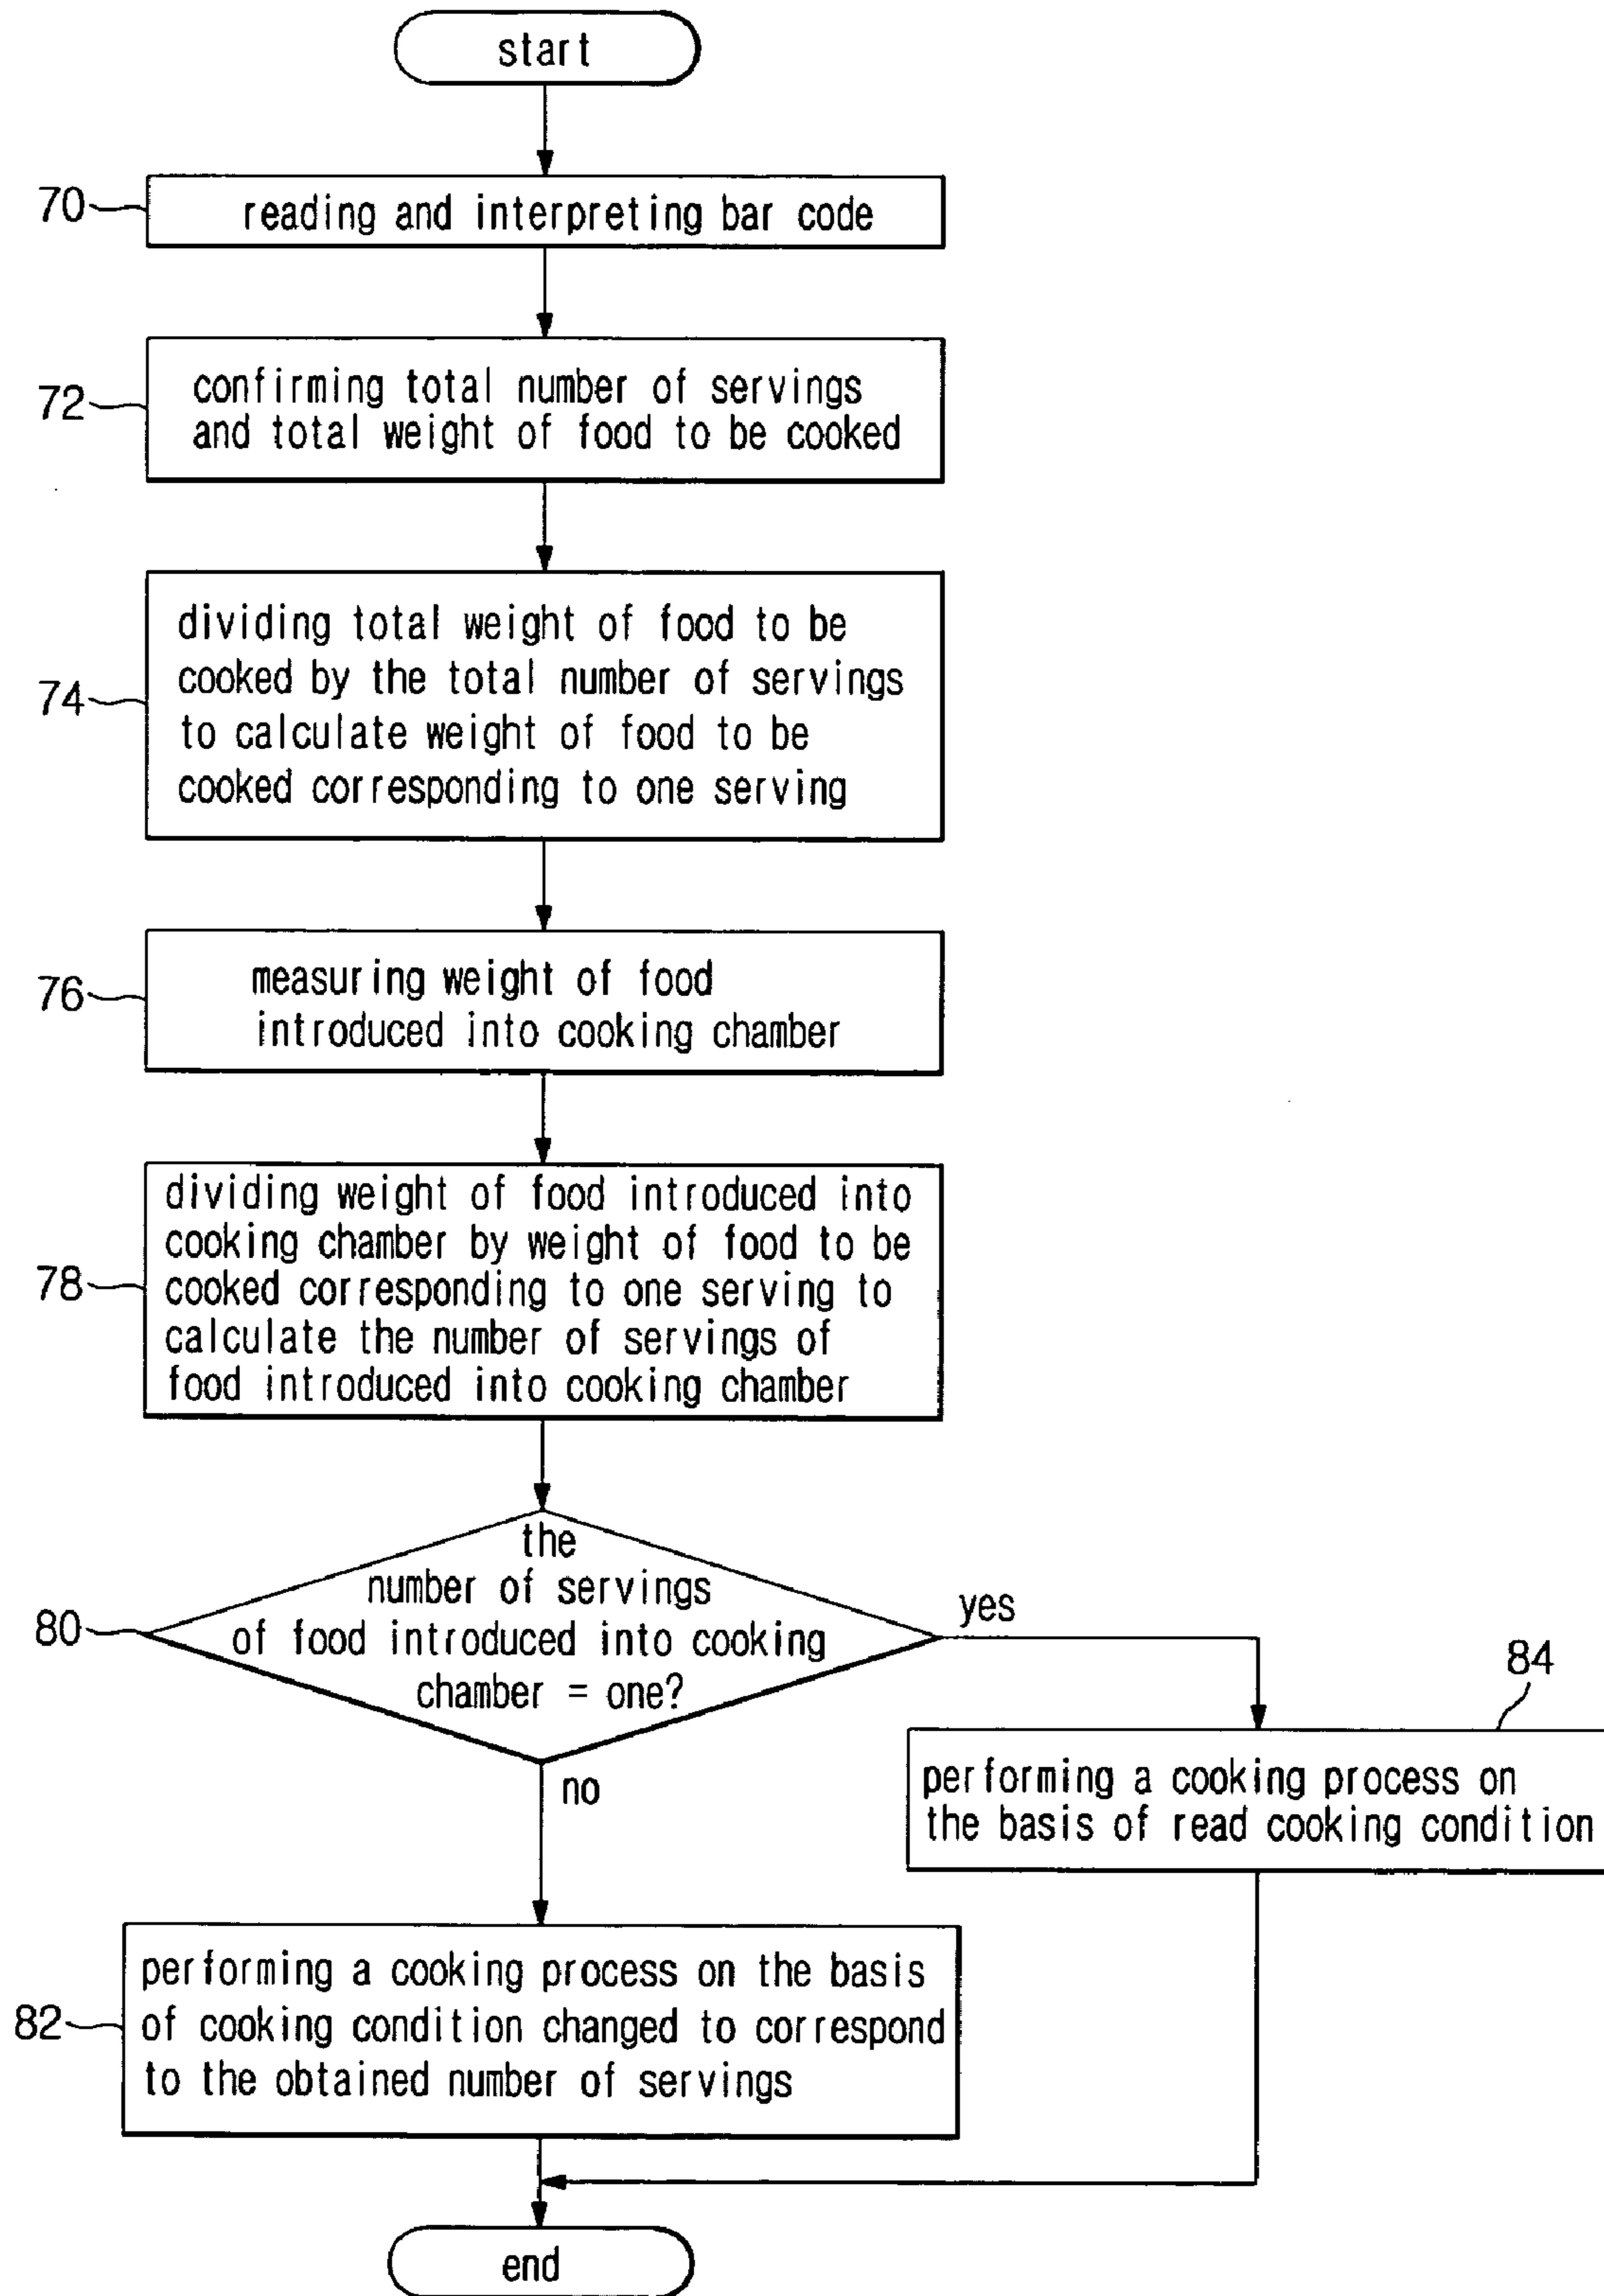 start
70
reading and interpreting bar code
72
confirming total number of servings
and total weight of food to be cooked
74
dividing total weight of food to be
cooked by the total number of servings
to calculate weight of food to be
cooked corresponding to one serving
76
measuring weight of food
introduced into cooking chamber
78
dividing weight of food introduced into
cooking chamber by weight of food to be
cooked corresponding to one serving to
calculate the number of servings of
food introduced into cooking chamber
80
the
number of servings
of food introduced into cooking
chamber = one?
yes
no
84
performing a cooking process on
the basis of read cooking condition
82
performing a cooking process on the basis
of cooking condition changed to correspond
to the obtained number of servings
end